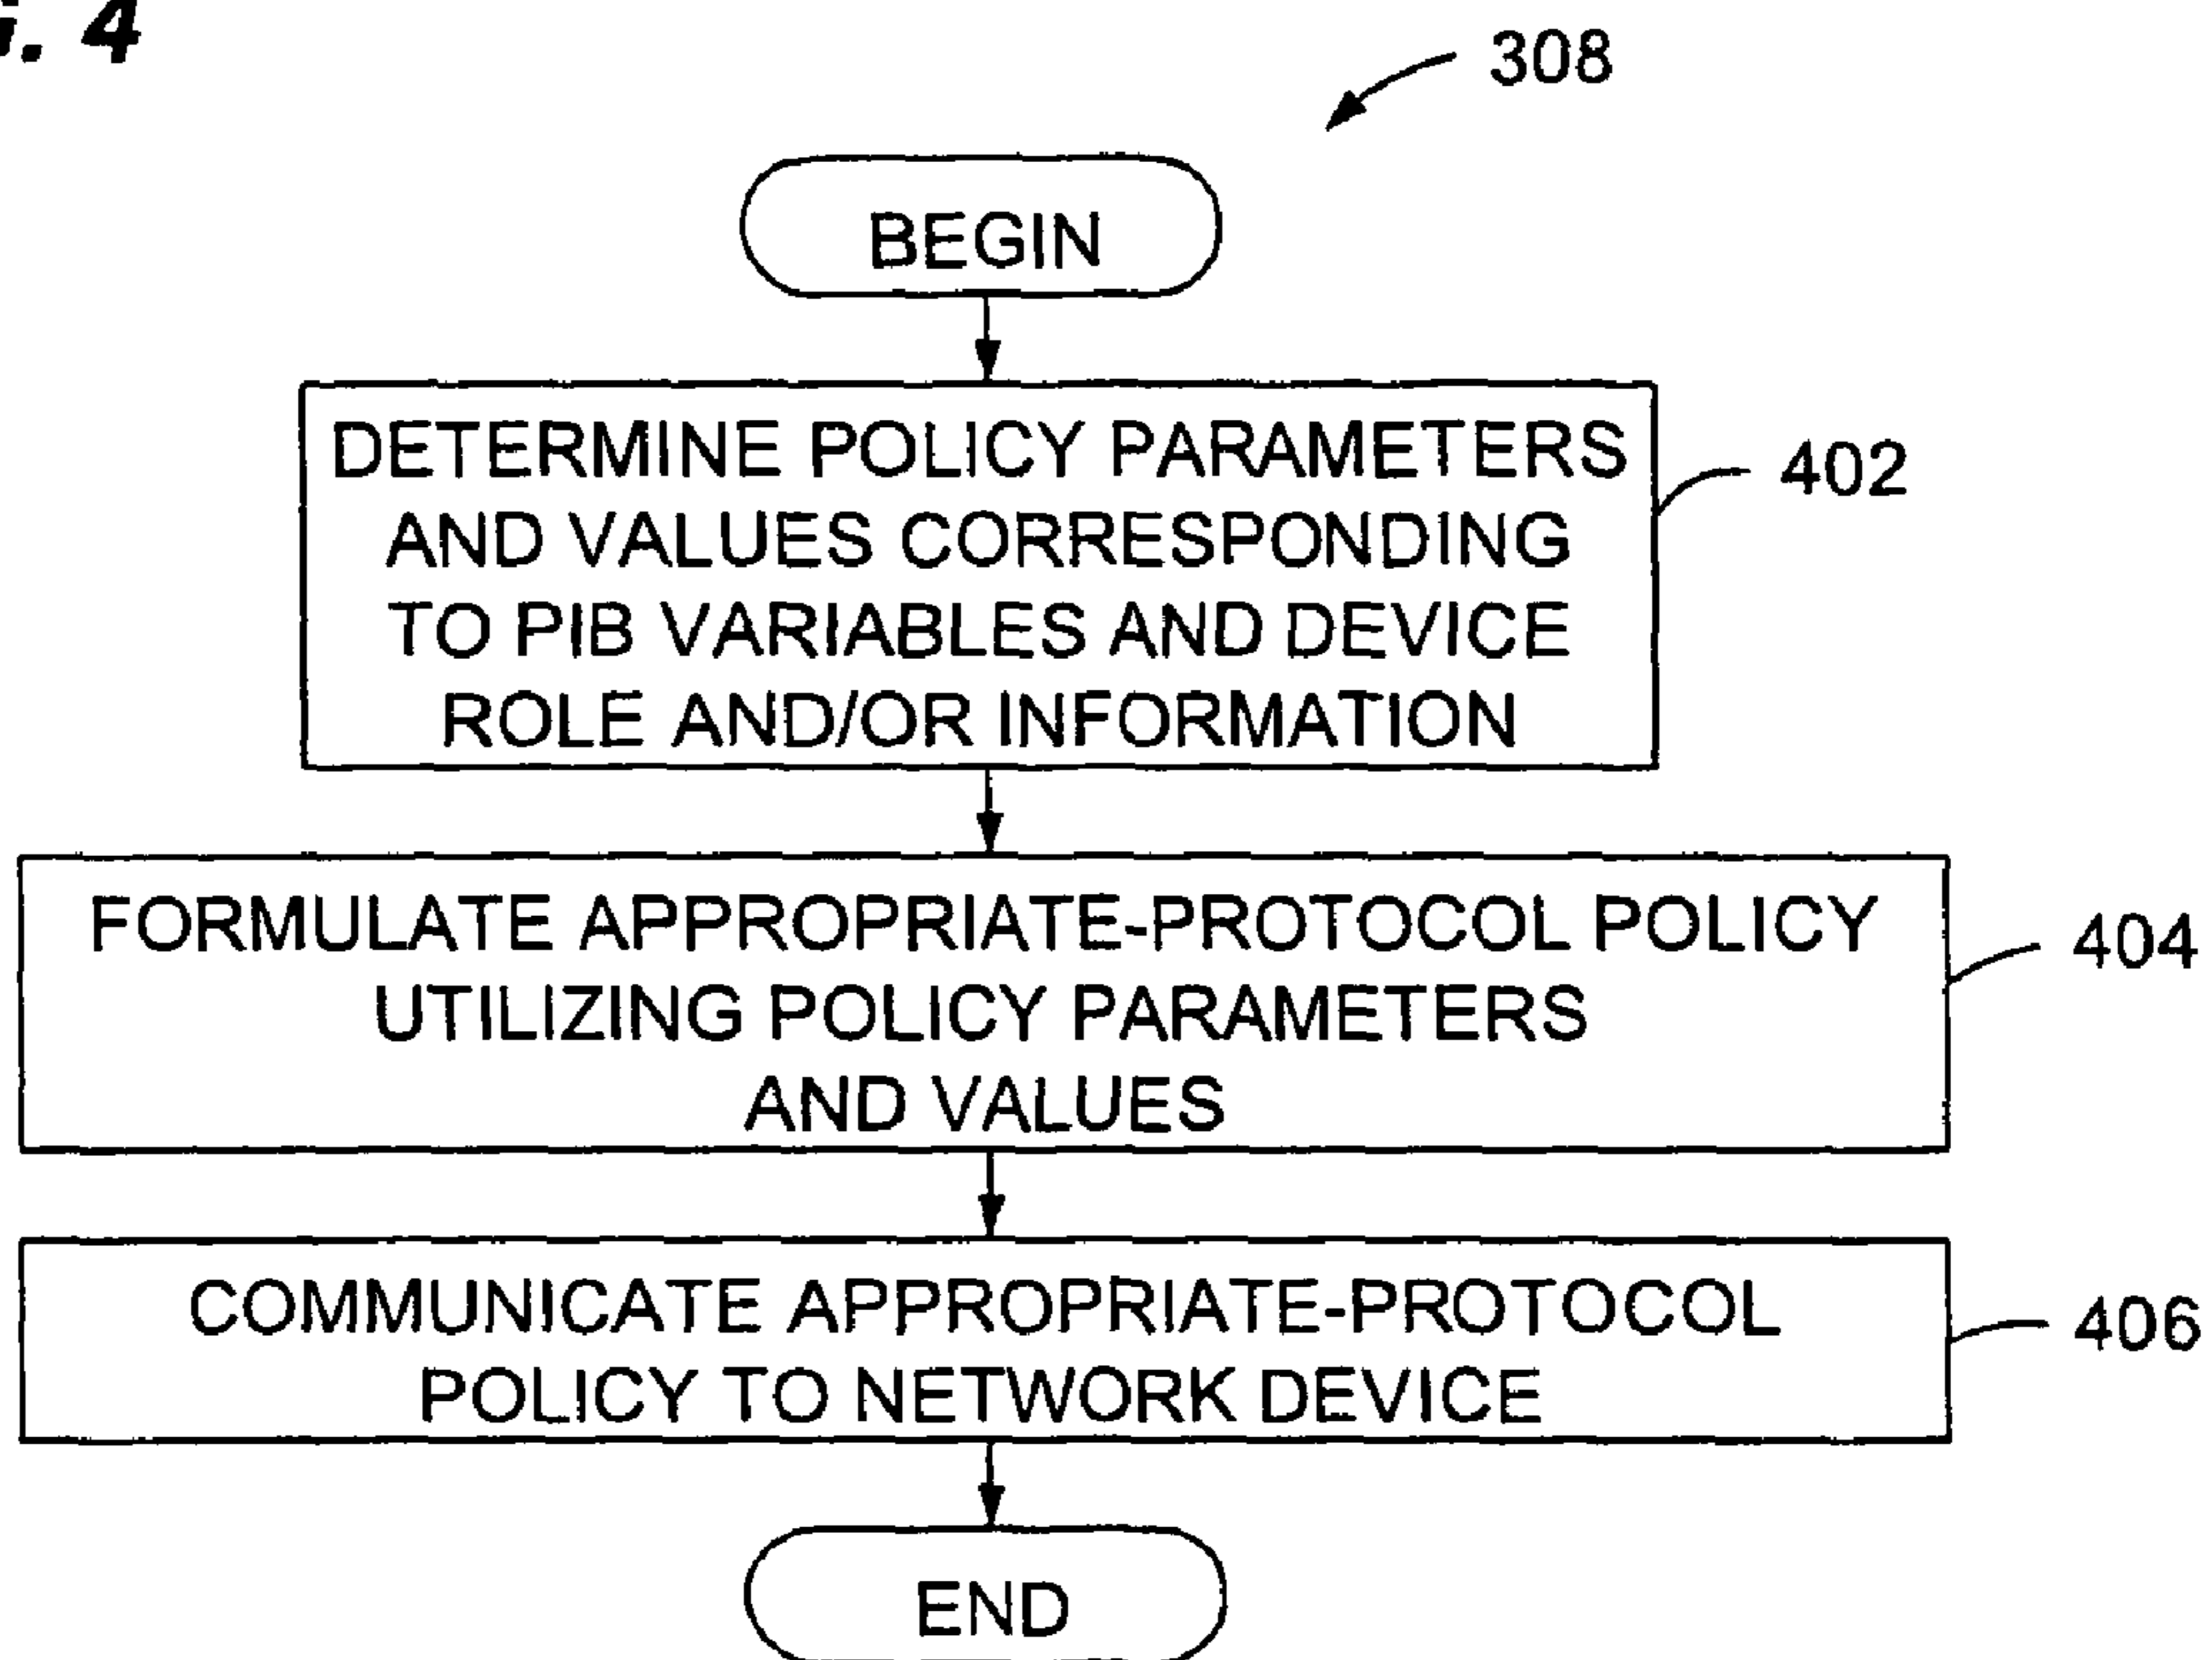 . 4
308
BEGIN
DETERMINE POLICY PARAMETERS
AND VALUES CORRESPONDING
TO PIB VARIABLES AND DEVICE
ROLE AND/OR INFORMATION
402
FORMULATE APPROPRIATE-PROTOCOL POLICY
UTILIZING POLICY PARAMETERS
AND VALUES
404
COMMUNICATE APPROPRIATE-PROTOCOL
POLICY TO NETWORK DEVICE
406
END